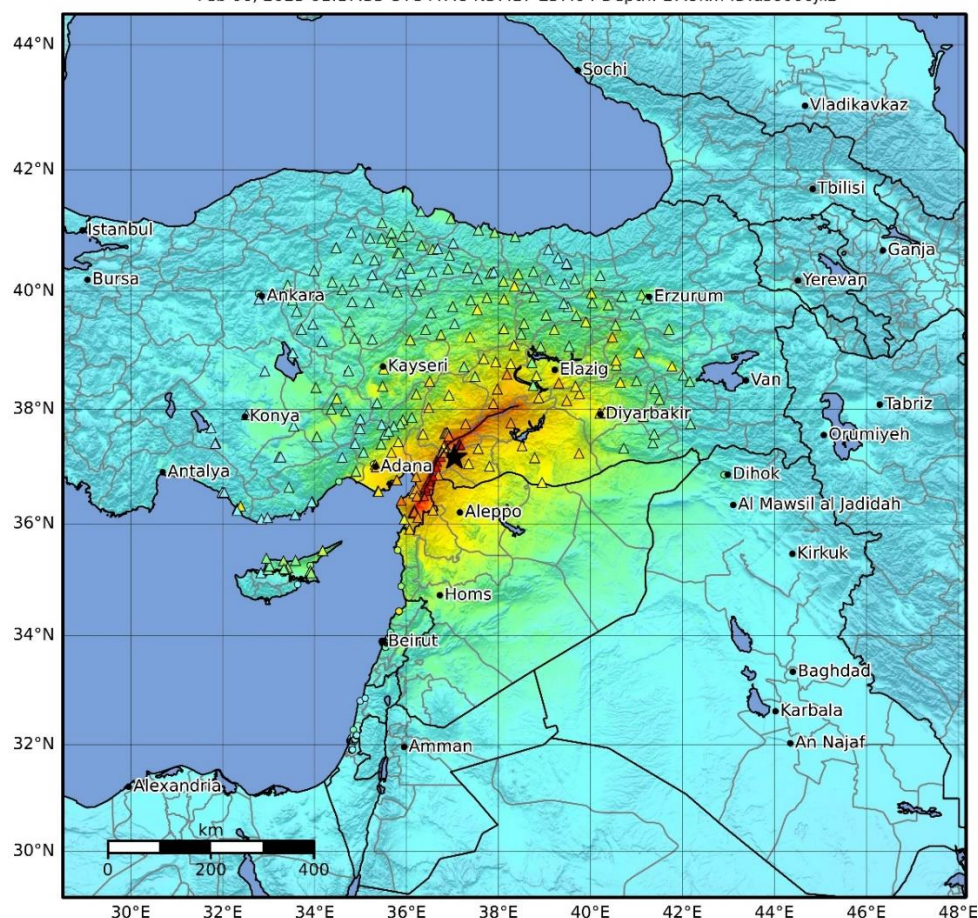 44°N
Sochi
Vladikavkaz
42°N
Tbilisi
Istanbul
Ganja
Bursa
40°N
Ankara
Erzurum
Yerevan
Kayseri
Elazig
Van
38°N
Konya
Diyarbakir
Tabriz
Orumiyeh
Antalya
Adana
Dihok
36°N
Aleppo
Al Mawsil al Jadidah
Kirkuk
Homs
34°N
Beirut
Baghdad
Karbala
32°N
Amman
An Najaf
Alexandria
km
0 200 400
30°N
30°E 32°E 34°E 36°E 38°E 40°E 42°E 44°E 46°E 48°E